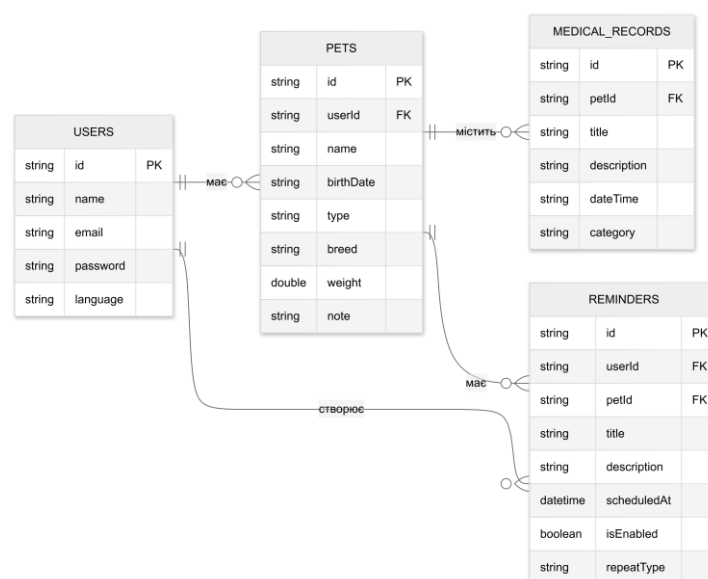 USERS
string id PK
string name
string email
string password
string language
має
PETS
string id PK
string userId FK
string name
string birthDate
string type
string breed
double weight
string note
містить
MEDICAL_RECORDS
string id PK
string petId FK
string title
string description
string dateTime
string category
має
створює
REMINDERS
string id PK
string userId FK
string petId FK
string title
string description
datetime scheduledAt
boolean isEnabled
string repeatType